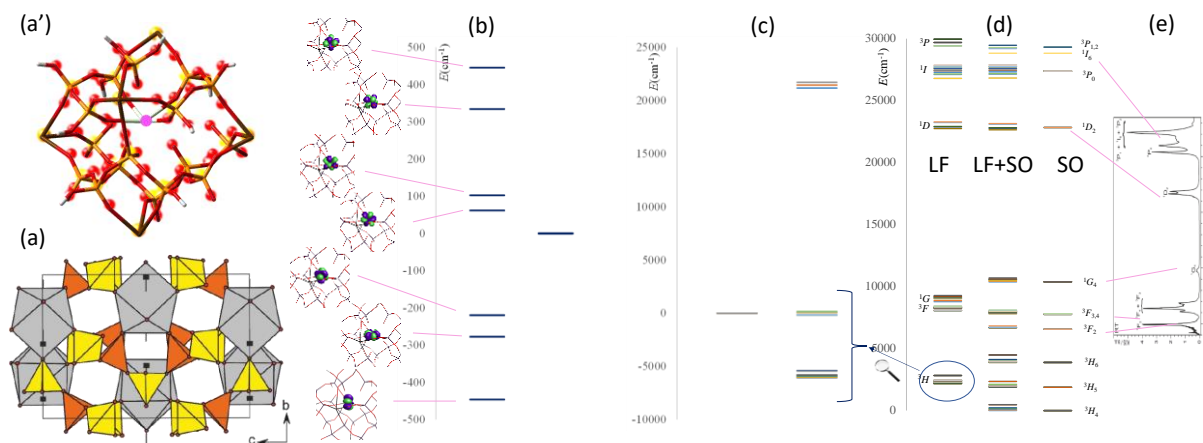 (a')
(a)
b
c
(b)
E(cm⁻¹)
500
400
300
200
100
0
-100
-200
-300
-400
-500
(c)
E(cm⁻¹)
25000
20000
15000
10000
5000
0
-5000
-10000
(d)
E(cm⁻¹)
30000
25000
20000
15000
10000
5000
0
³P
¹I
¹D
¹G
³F
³H
LF
LF+SO
SO
³P₁,₂
¹I₆
³P₀
¹D₂
¹G₄
³F₃,₄
³F₂
³H₆
³H₅
³H₄
(e)